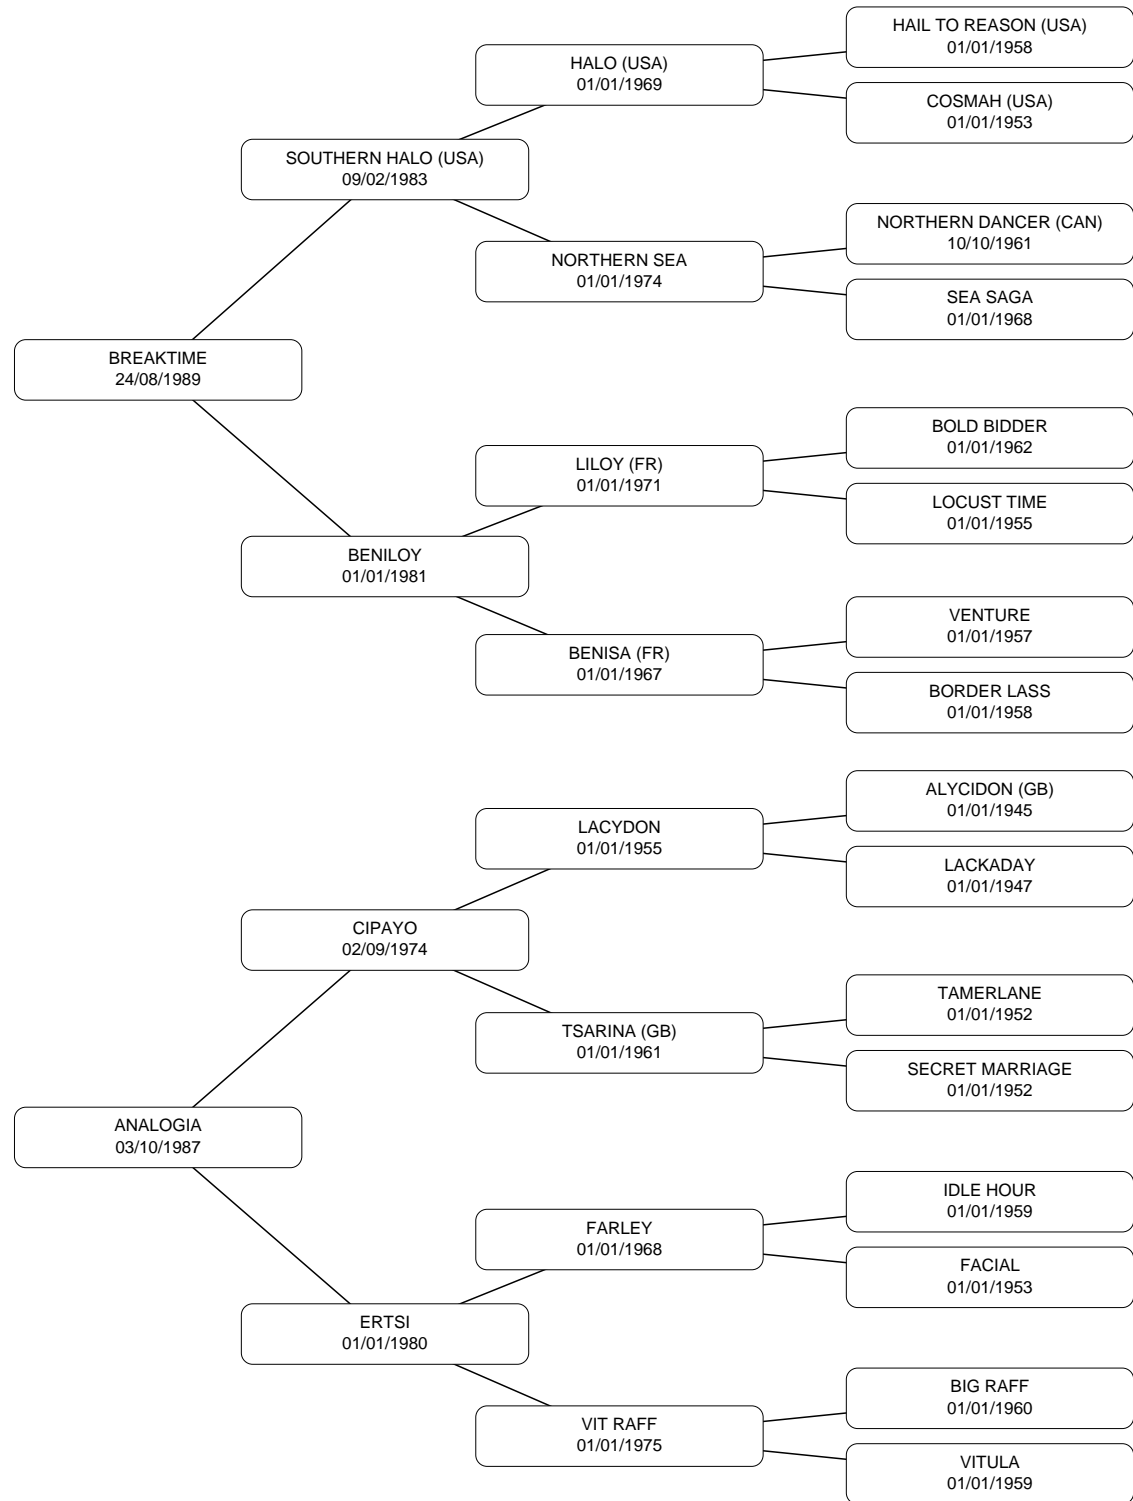 HAIL TO REASON (USA)
01/01/1958
HALO (USA)
01/01/1969
COSMAH (USA)
01/01/1953
SOUTHERN HALO (USA)
09/02/1983
NORTHERN DANCER (CAN)
10/10/1961
NORTHERN SEA
01/01/1974
SEA SAGA
01/01/1968
BREAKTIME
24/08/1989
BOLD BIDDER
01/01/1962
LILOY (FR)
01/01/1971
LOCUST TIME
01/01/1955
BENILOY
01/01/1981
VENTURE
01/01/1957
BENISA (FR)
01/01/1967
BORDER LASS
01/01/1958
ALYCIDON (GB)
01/01/1945
LACYDON
01/01/1955
LACKADAY
01/01/1947
CIPAYO
02/09/1974
TAMERLANE
01/01/1952
TSARINA (GB)
01/01/1961
SECRET MARRIAGE
01/01/1952
ANALOGIA
03/10/1987
IDLE HOUR
01/01/1959
FARLEY
01/01/1968
FACIAL
01/01/1953
ERTSI
01/01/1980
BIG RAFF
01/01/1960
VIT RAFF
01/01/1975
VITULA
01/01/1959